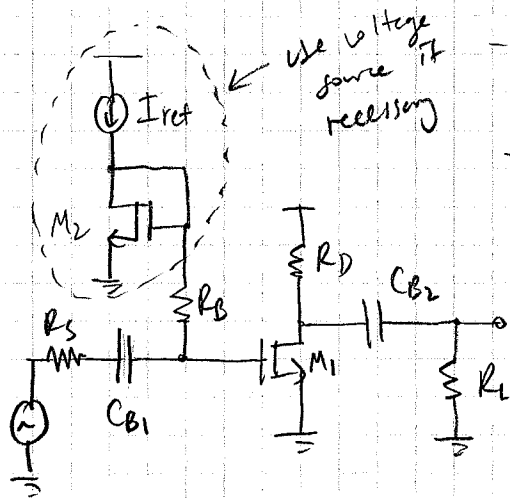 use voltage
source if
necessary
Iref
M2
RD
CB2
RB
RS
M1
RL
CB1